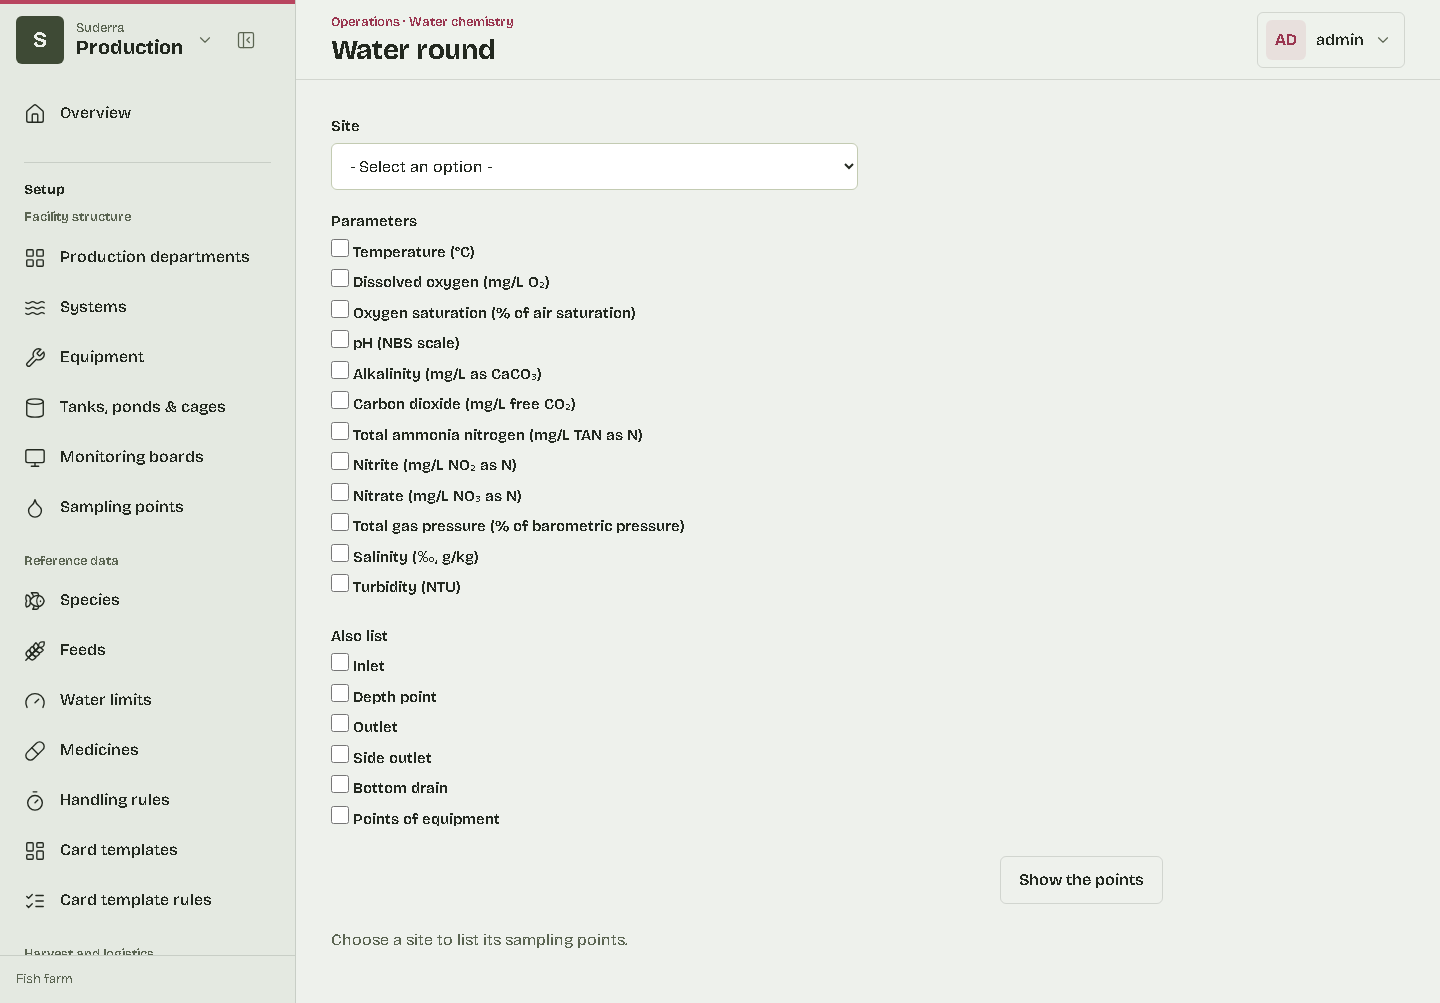 S
Suderra
Production
Overview
Setup
Facility structure
Production departments
Systems
Equipment
Tanks, ponds & cages
Monitoring boards
Sampling points
Reference data
Species
Feeds
Water limits
Medicines
Handling rules
Card templates
Card template rules
Harvest and logistics
Fish farm
Operations · Water chemistry
Water round
AD
admin
Site
- Select an option -
Parameters
Temperature (°C)
Dissolved oxygen (mg/L O₂)
Oxygen saturation (% of air saturation)
pH (NBS scale)
Alkalinity (mg/L as CaCO₃)
Carbon dioxide (mg/L free CO₂)
Total ammonia nitrogen (mg/L TAN as N)
Nitrite (mg/L NO₂ as N)
Nitrate (mg/L NO₃ as N)
Total gas pressure (% of barometric pressure)
Salinity (‰, g/kg)
Turbidity (NTU)
Also list
Inlet
Depth point
Outlet
Side outlet
Bottom drain
Points of equipment
Show the points
Choose a site to list its sampling points.